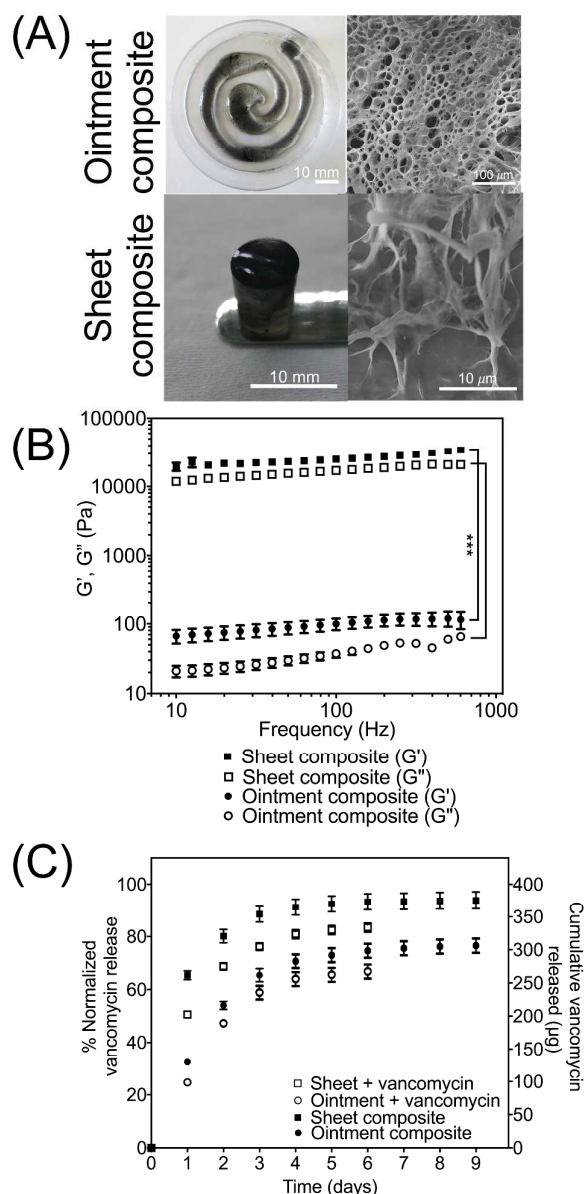 (A)
Ointment
composite
10 mm
100 µm
Sheet
composite
10 mm
10 µm
(B)
G', G" (Pa)
100000
10000
1000
100
10
***
10
100
1000
Frequency (Hz)
Sheet composite (G')
Sheet composite (G")
Ointment composite (G')
Ointment composite (G")
(C)
% Normalized
vancomycin release
100
80
60
40
20
0
400
350
300
250
200
150
100
50
0
Cumulative vancomycin
released (µg)
Sheet + vancomycin
Ointment + vancomycin
Sheet composite
Ointment composite
0 1 2 3 4 5 6 7 8 9
Time (days)